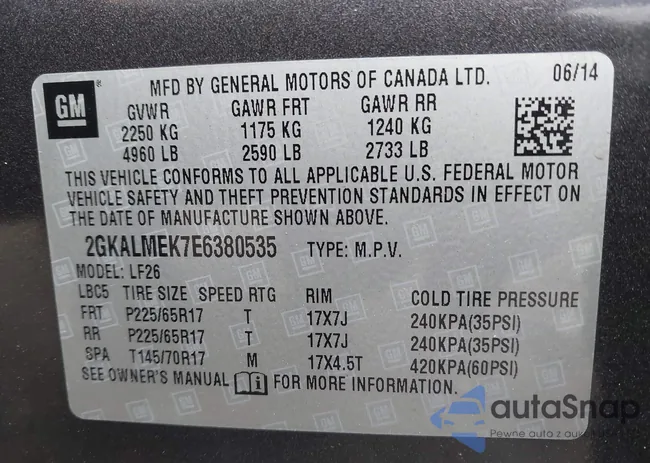 MFD BY GENERAL MOTORS OF CANADA LTD. 06/14
GM
GVWR GAWR FRT GAWR RR
2250 KG 1175 KG 1240 KG
4960 LB 2590 LB 2733 LB
THIS VEHICLE CONFORMS TO ALL APPLICABLE U.S. FEDERAL MOTOR
VEHICLE SAFETY AND THEFT PREVENTION STANDARDS IN EFFECT ON
THE DATE OF MANUFACTURE SHOWN ABOVE.
2GKALMEK7E6380535 TYPE: M.P.V.
MODEL: LF26
LBC5 TIRE SIZE SPEED RTG RIM COLD TIRE PRESSURE
FRT P225/65R17 T 17X7J 240KPA(35PSI)
RR P225/65R17 T 17X7J 240KPA(35PSI)
SPA T145/70R17 M 17X4.5T 420KPA(60PSI)
SEE OWNER'S MANUAL FOR MORE INFORMATION.
autaSnap
Pewne auta z aukcji